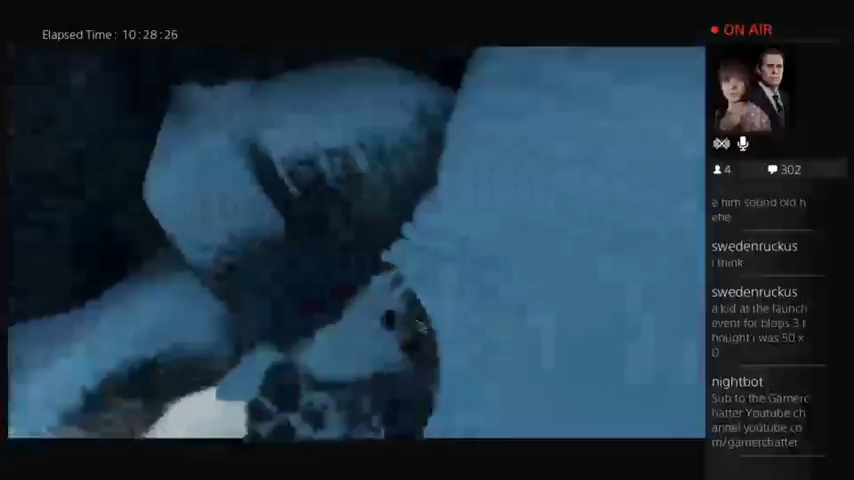 Elapsed Time: 10:28:26
ON AIR
4 302
e him sound old h
ehe
swedenruckus
i think
swedenruckus
a kid at the launch
event for blops 3 t
hought i was 50 x
D
nightbot
Sub to the Gamerc
hatter Youtube ch
annel youtube.co
m/gamerchatter